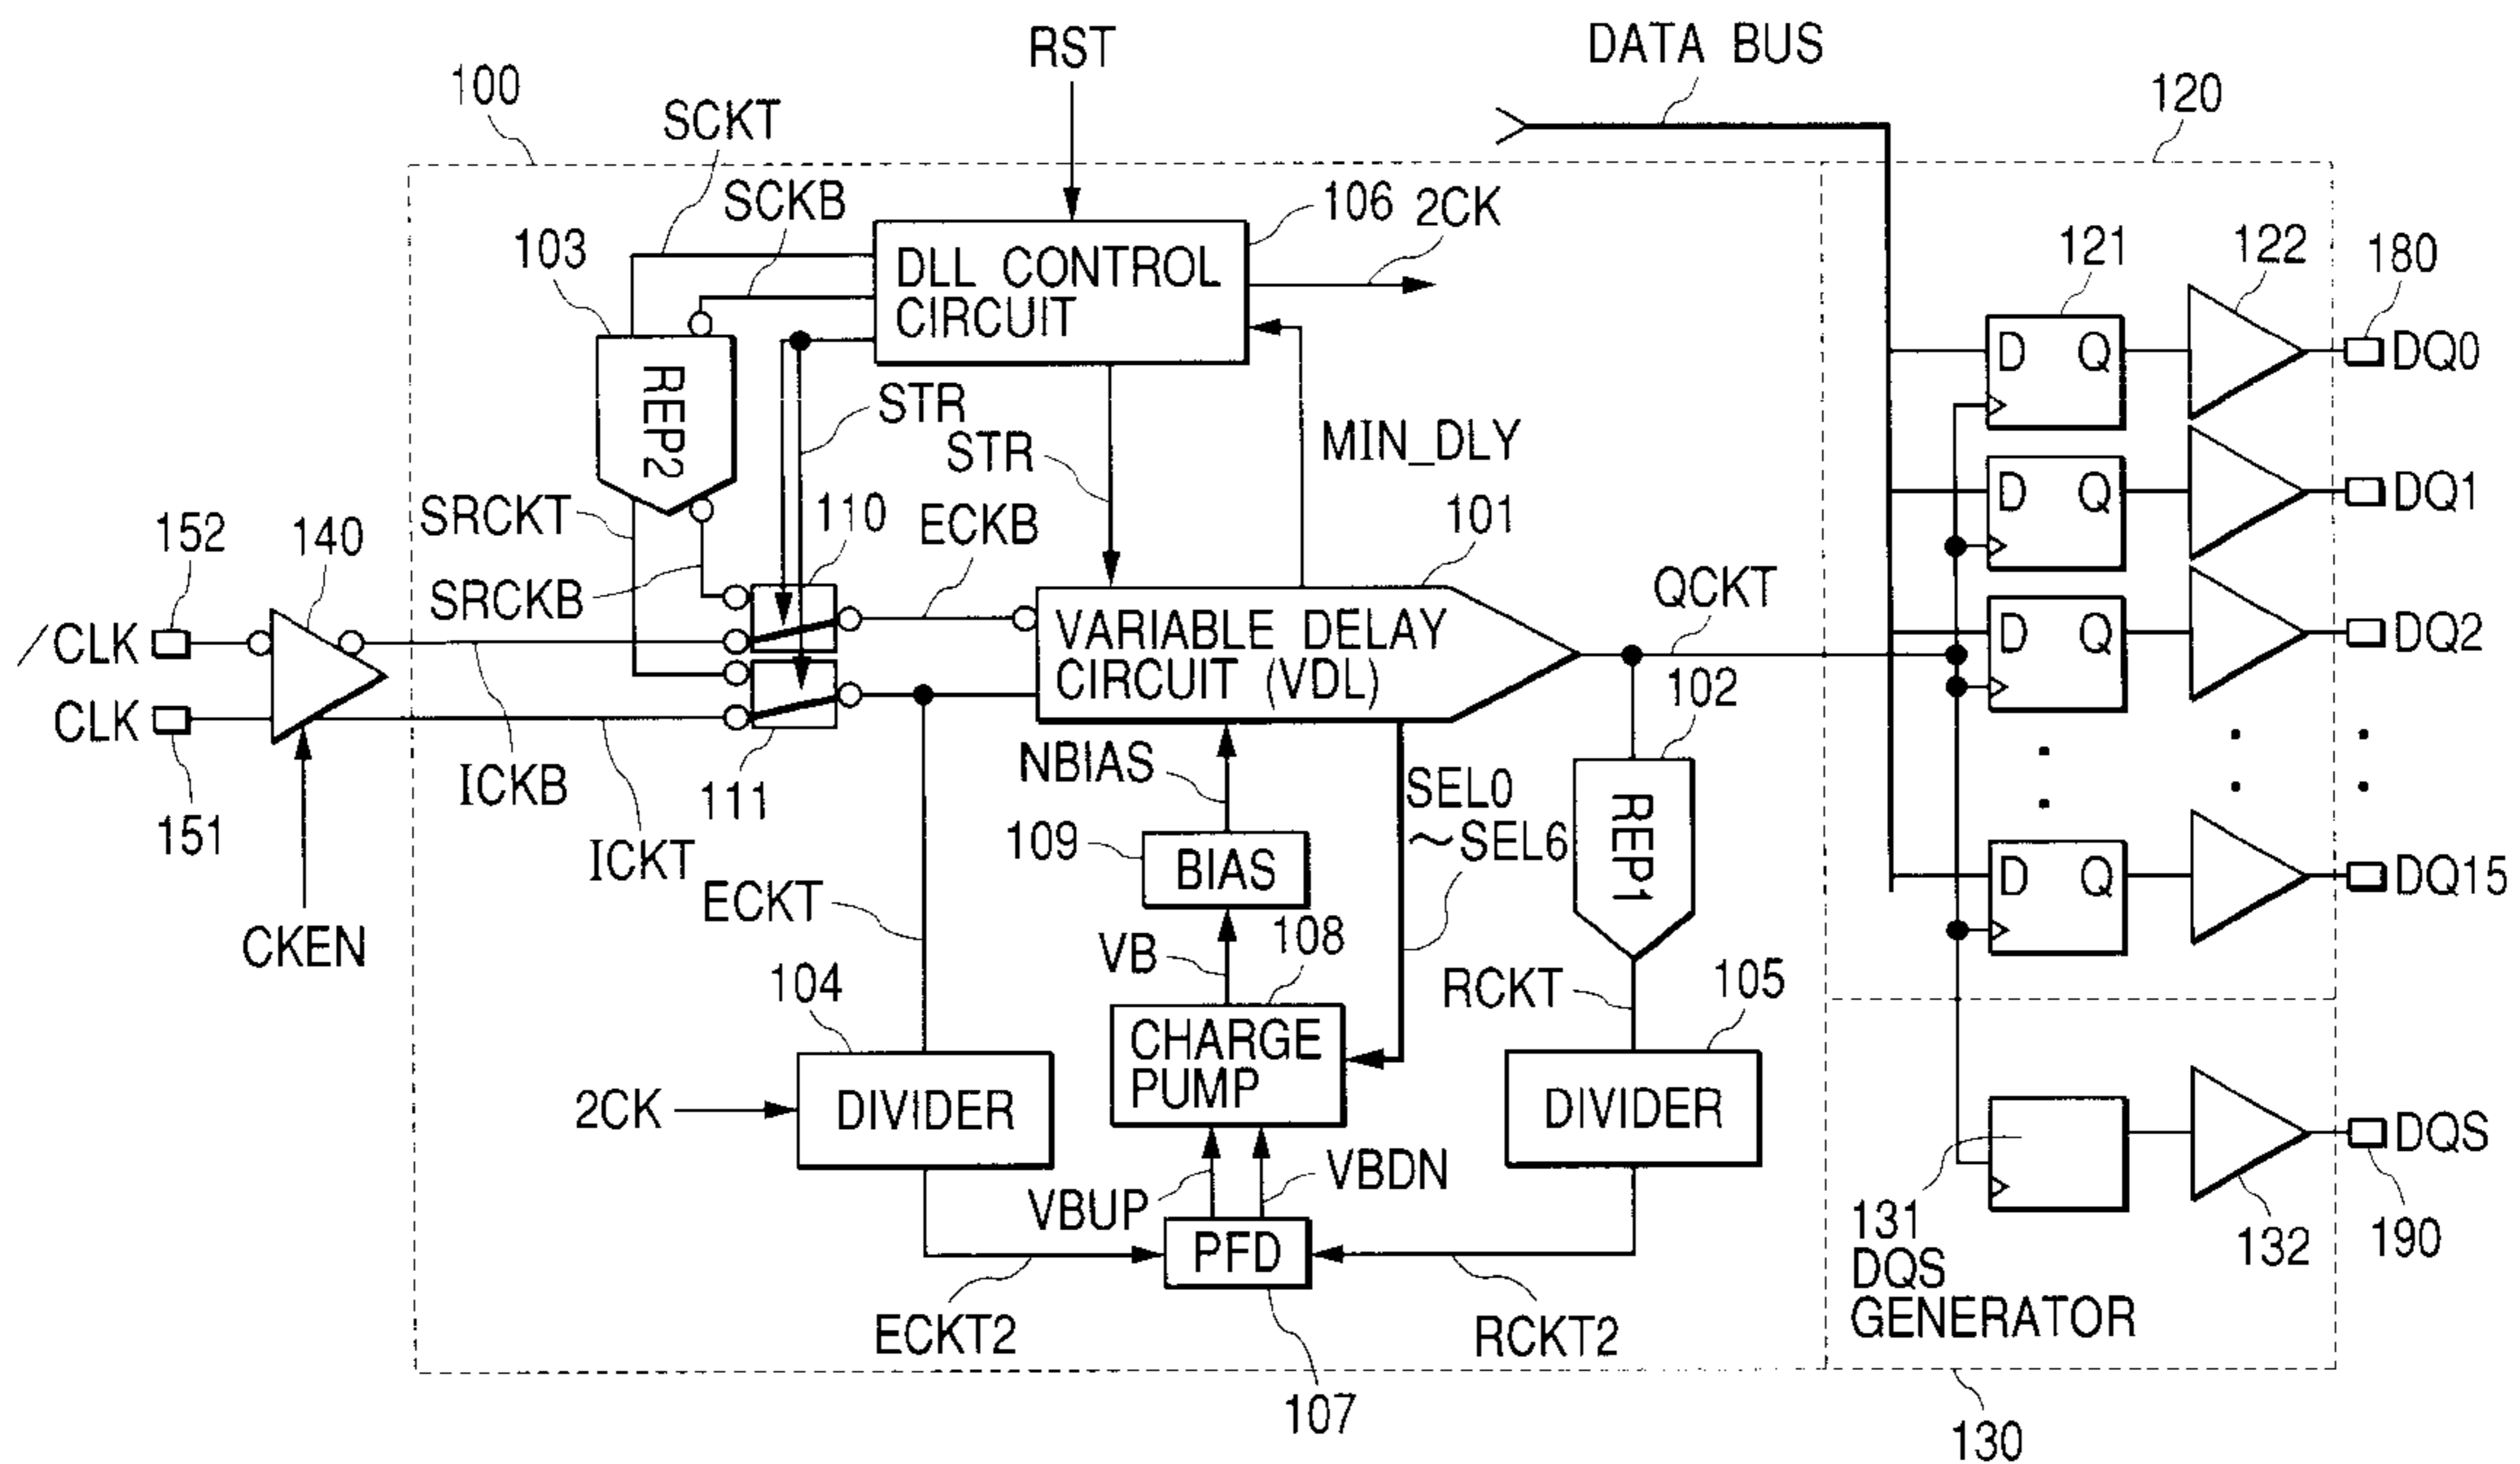 RST
DATA BUS
100
SCKT
120
SCKB
106
2CK
103
DLL CONTROL
CIRCUIT
121
122
180
REP2
D Q
DQ0
STR
STR
MIN_DLY
D Q
DQ1
SRCKT
110
ECKB
101
152
140
SRCKB
QCKT
/CLK
VARIABLE DELAY
CIRCUIT (VDL)
D Q
DQ2
102
CLK
NBIAS
ICKB
111
SEL0
~SEL6
REP1
151
ICKT
109
BIAS
D Q
DQ15
ECKT
CKEN
VB
108
104
RCKT
105
CHARGE
PUMP
2CK
DIVIDER
DIVIDER
DQS
VBUP
VBDN
131
DQS
GENERATOR
132
190
PFD
ECKT2
RCKT2
107
130